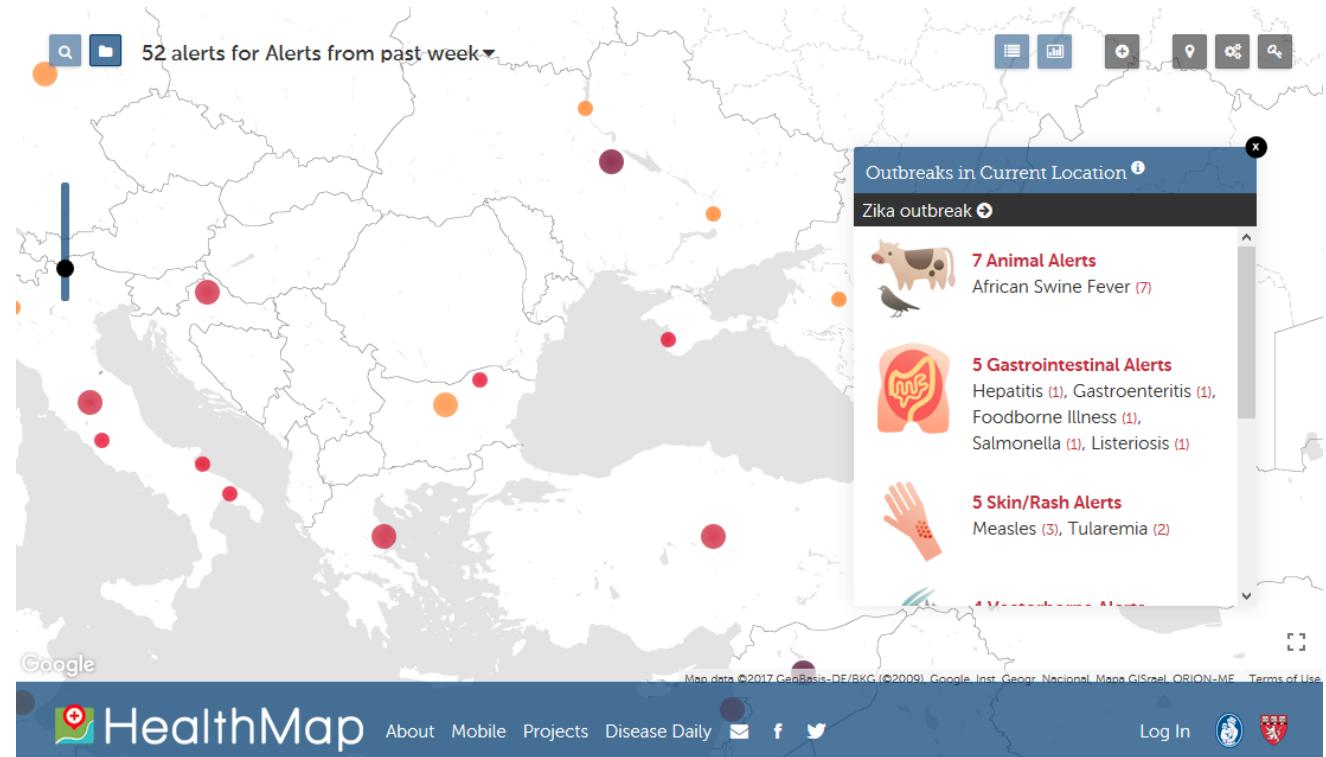 52 alerts for Alerts from past week
x
Outbreaks in Current Location
Zika outbreak
7 Animal Alerts
African Swine Fever (7)
5 Gastrointestinal Alerts
Hepatitis (1), Gastroenteritis (1),
Foodborne Illness (1),
Salmonella (1), Listeriosis (1)
5 Skin/Rash Alerts
Measles (3), Tularemia (2)
4 Vectorborne Alerts
Google
Map data ©2017 GeoBasis-DE/BKG (©2009), Google, Inst. Geogr. Nacional, Mapa GISrael, ORION-ME Terms of Use
HealthMap About Mobile Projects Disease Daily f Log In